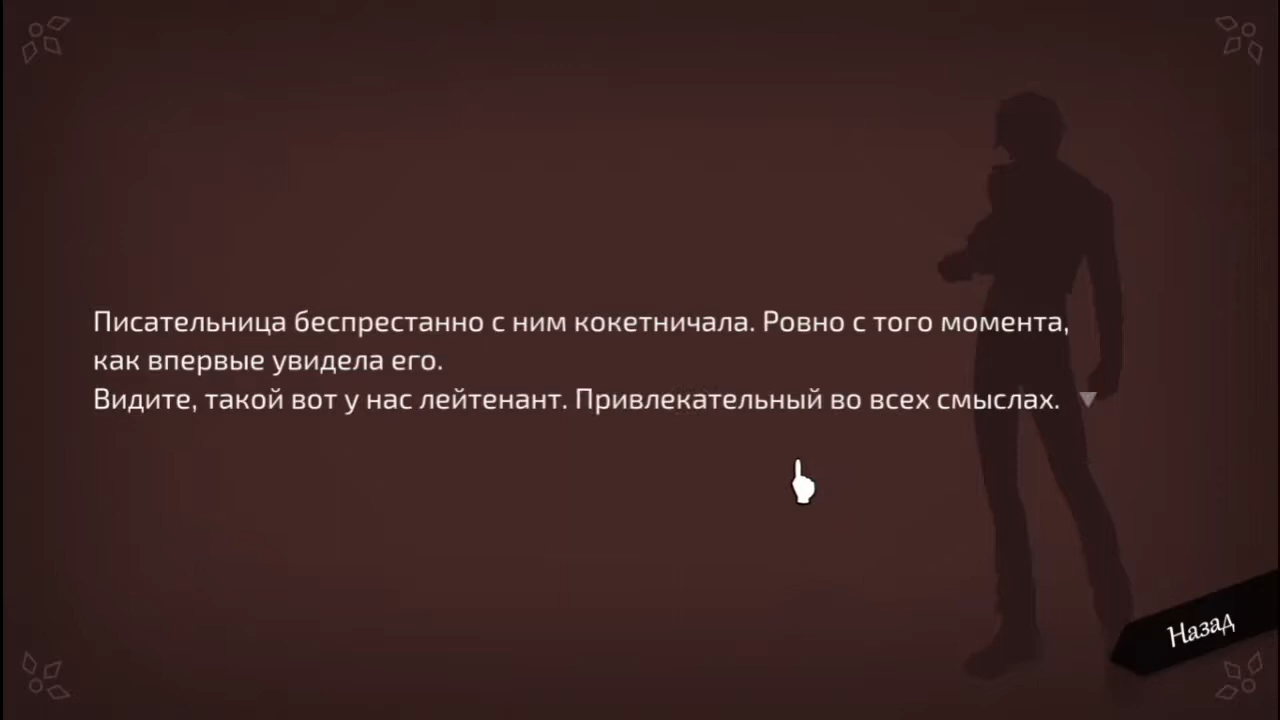 Писательница беспрестанно с ним кокетничала. Ровно с того момента,
как впервые увидела его.
Видите, такой вот у нас лейтенант. Привлекательный во всех смыслах.
Назад